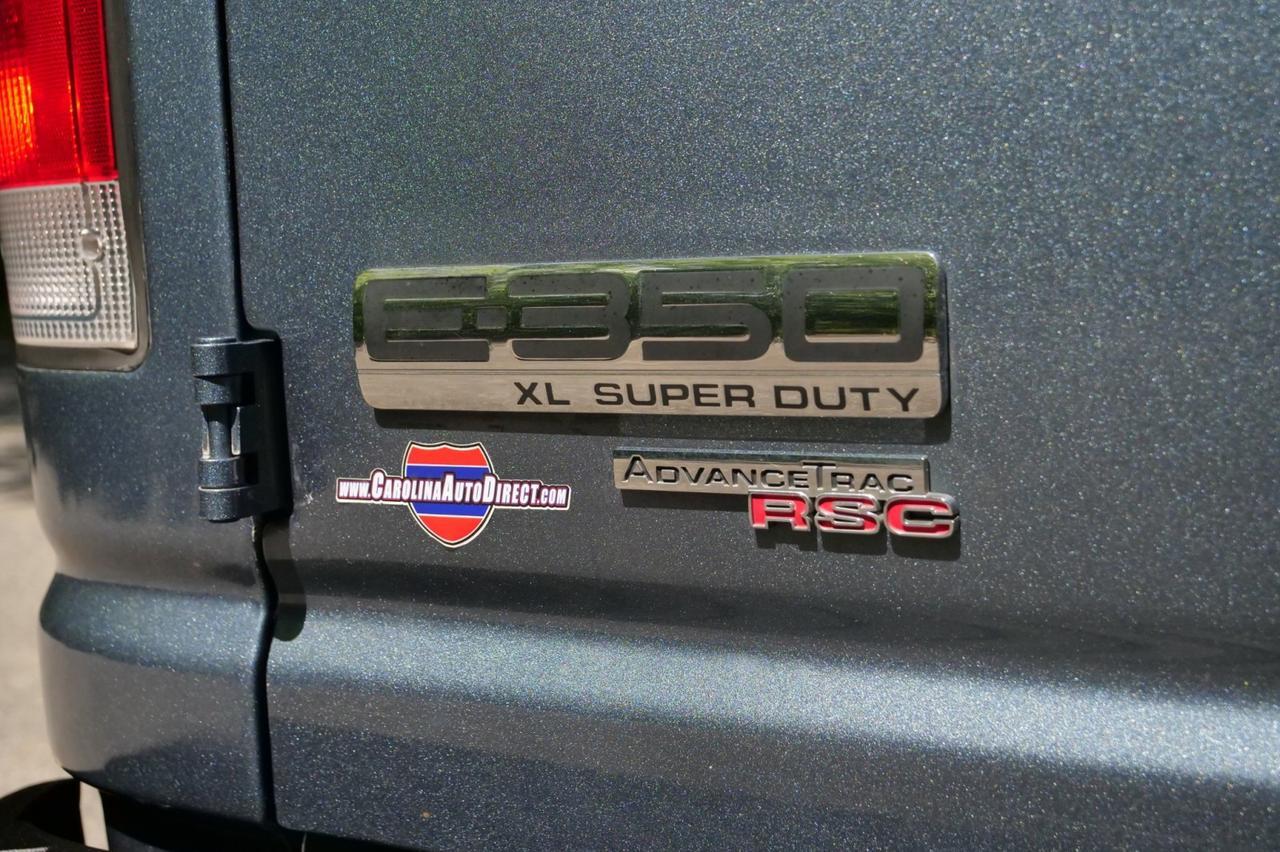 E-350
XL SUPER DUTY
www.CarolinaAutoDirect.com
AdvanceTrac
RSC